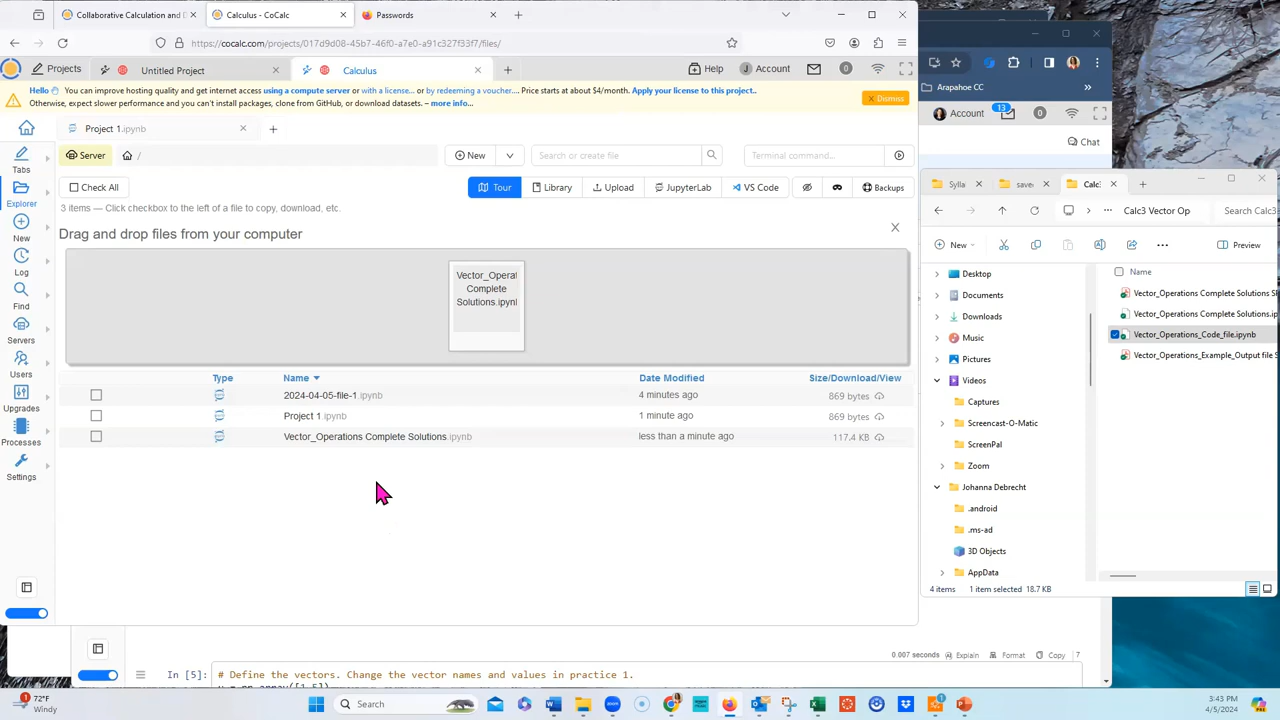 Collaborative Calculation and D
Calculus - CoCalc
Passwords
http://cocalc.com/projects/017d9d08-45b7-46f0-a7e0-a91c327f33f7/files/
Projects
Untitled Project
Calculus
Help
Account
0
Hello You can improve hosting quality and get internet access using a compute server or with a license... or by redeeming a voucher.... Price starts at about $4/month. Apply your license to this project..
Otherwise, expect slower performance and you can't install packages, clone from GitHub, or download datasets. – more info...
Dismiss
Project 1.ipynb
Server
/
New
Search or create file
Terminal command...
Tabs
Explorer
New
Log
Find
Servers
Users
Upgrades
Processes
Settings
Check All
Tour
Library
Upload
JupyterLab
VS Code
Backups
3 items — Click checkbox to the left of a file to copy, download, etc.
Drag and drop files from your computer
Vector_Operat
Complete
Solutions.ipynl
Type
Name
Date Modified
Size/Download/View
2024-04-05-file-1.ipynb
4 minutes ago
869 bytes
Project 1.ipynb
1 minute ago
869 bytes
Vector_Operations Complete Solutions.ipynb
less than a minute ago
117.4 KB
Arapahoe CC
Account
13
0
Chat
Sylla
save
Calc3
Calc3 Vector Op
Search Calc3
New
Preview
Desktop
Documents
Downloads
Music
Pictures
Videos
Captures
Screencast-O-Matic
ScreenPal
Zoom
Johanna Debrecht
.android
.ms-ad
3D Objects
AppData
Name
Vector_Operations Complete Solutions SP
Vector_Operations Complete Solutions.ip
Vector_Operations_Code_file.ipynb
Vector_Operations_Example_Output file S
4 items
1 item selected 18.7 KB
0.007 seconds
Explain
Format
Copy
7
In [5]:
# Define the vectors. Change the vector names and values in practice 1.
72°F
Windy
Search
3:43 PM
4/5/2024